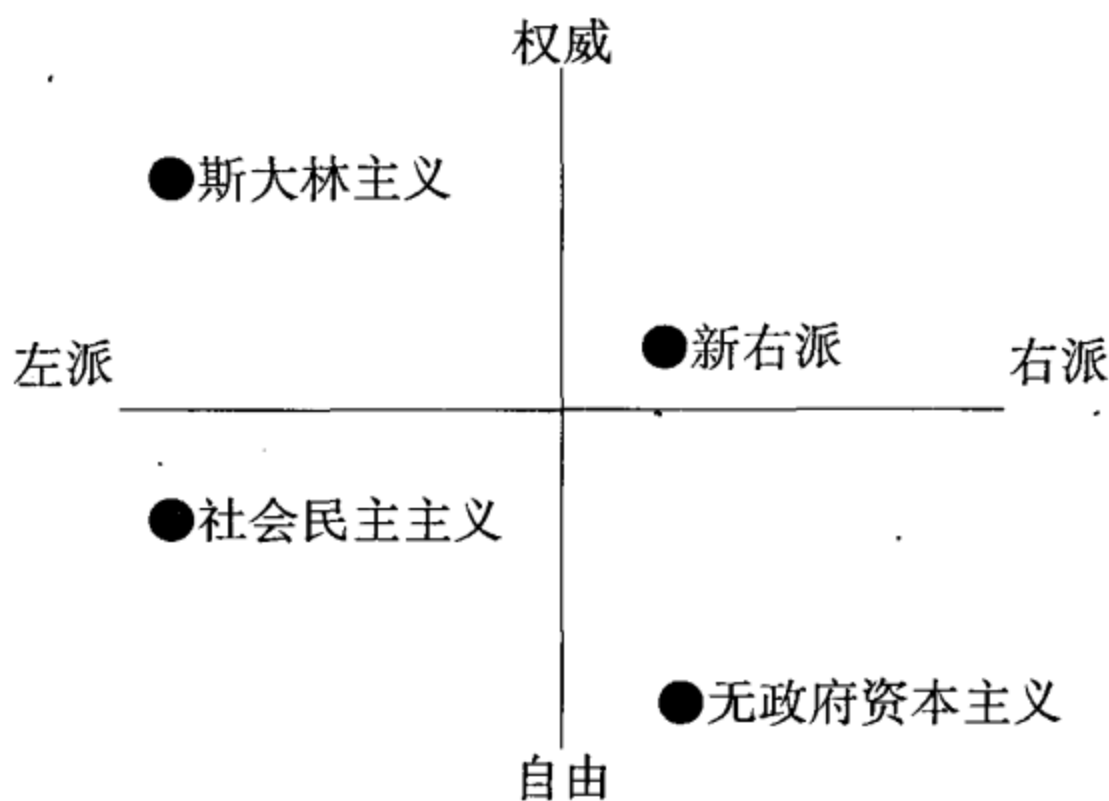 权威
斯大林主义
新右派
左派
右派
社会民主主义
无政府资本主义
自由